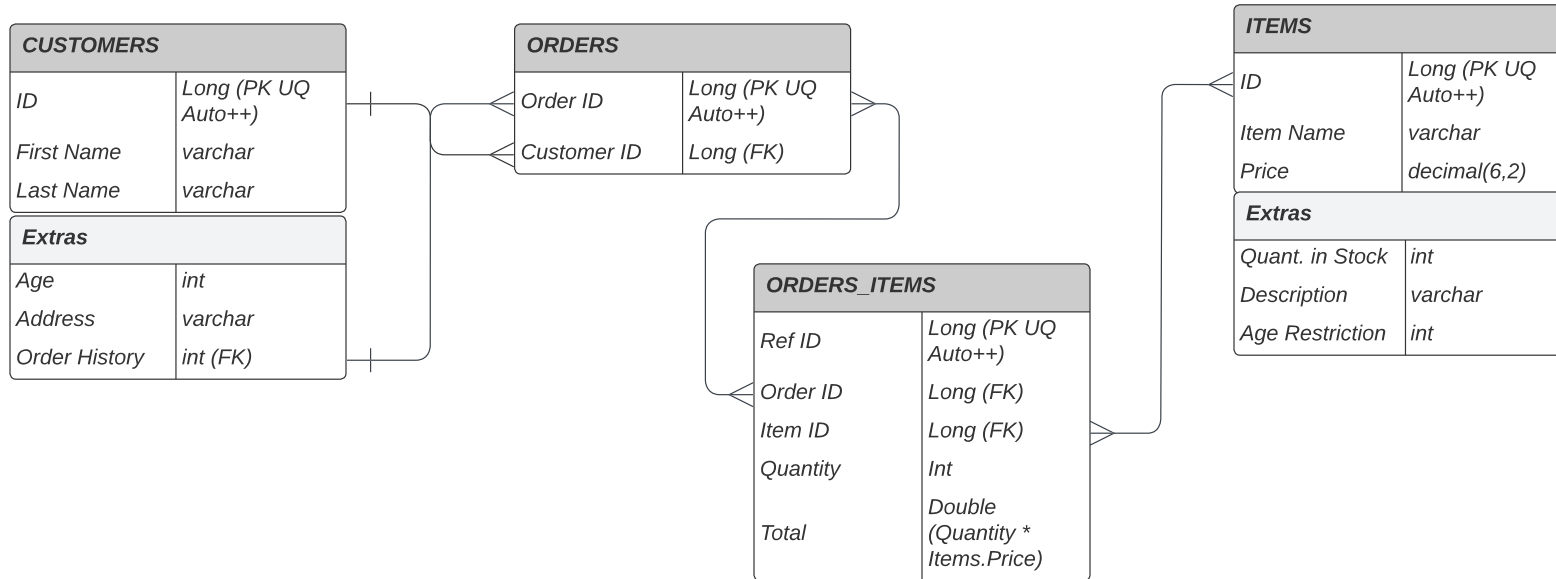 CUSTOMERS
ID
Long (PK UQ
Auto++)
First Name
varchar
Last Name
varchar
Extras
Age
int
Address
varchar
Order History
int (FK)
ORDERS
Order ID
Long (PK UQ
Auto++)
Customer ID
Long (FK)
ORDERS_ITEMS
Ref ID
Long (PK UQ
Auto++)
Order ID
Long (FK)
Item ID
Long (FK)
Quantity
Int
Total
Double
(Quantity *
Items.Price)
ITEMS
ID
Long (PK UQ
Auto++)
Item Name
varchar
Price
decimal(6,2)
Extras
Quant. in Stock
int
Description
varchar
Age Restriction
int